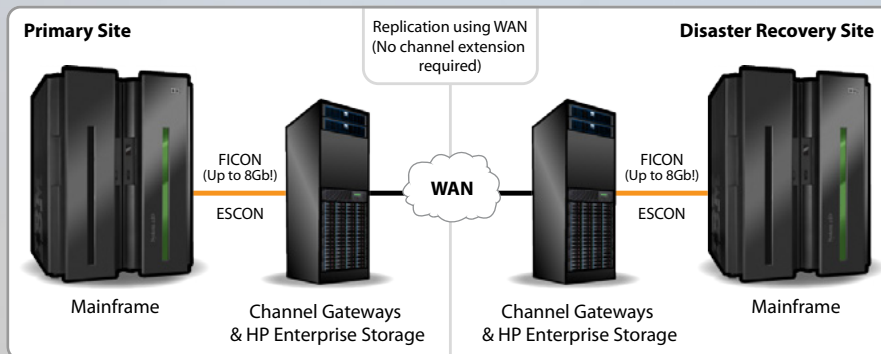 Primary Site
Replication using WAN
(No channel extension
required)
Disaster Recovery Site
FICON
(Up to 8Gb!)
ESCON
WAN
FICON
(Up to 8Gb!)
ESCON
Mainframe
Channel Gateways
& HP Enterprise Storage
Channel Gateways
& HP Enterprise Storage
Mainframe